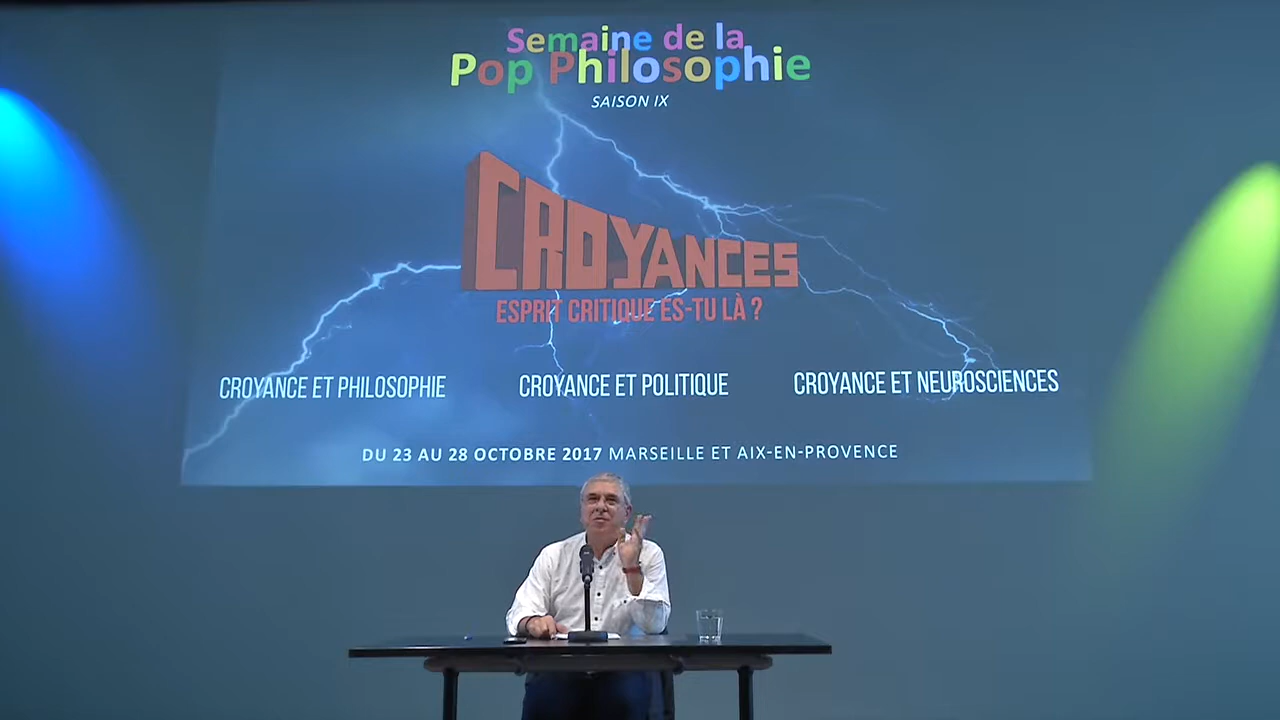 Semaine de la
Pop Philosophie
SAISON IX
CROYANCES
ESPRIT CRITIQUE ES-TU LÀ ?
CROYANCE ET PHILOSOPHIE
CROYANCE ET POLITIQUE
CROYANCE ET NEUROSCIENCES
DU 23 AU 28 OCTOBRE 2017 MARSEILLE ET AIX-EN-PROVENCE